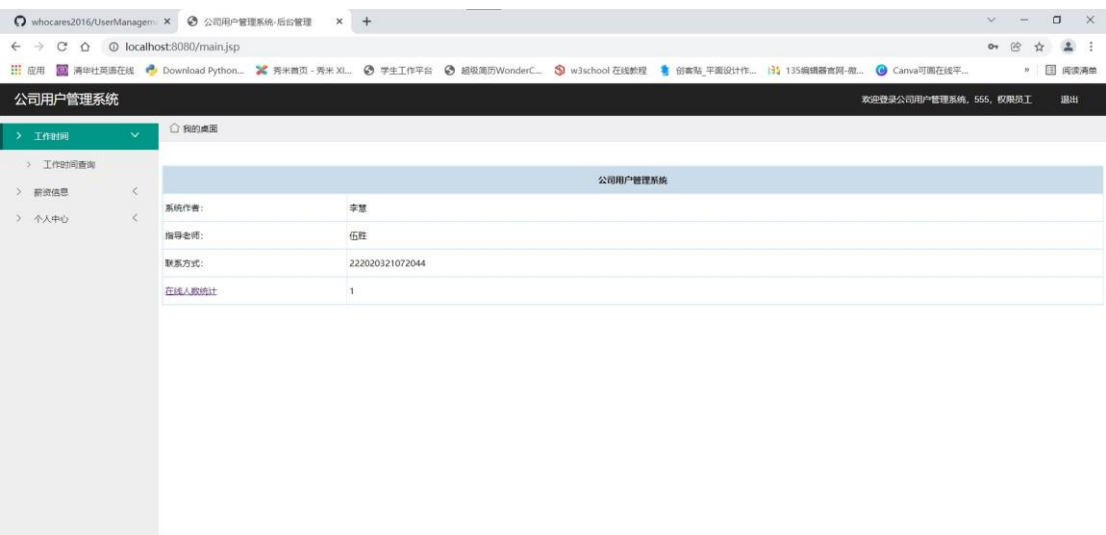 whocares2016/UserManagem
公司用户管理系统-后台管理
localhost:8080/main.jsp
应用
清华社英语在线
Download Python...
秀米首页 - 秀米 XI...
学生工作平台
超级简历WonderC...
w3school 在线教程
创客贴_平面设计作...
135编辑器官网-微...
Canva可画在线平...
»
阅读清单
公司用户管理系统
欢迎登录公司用户管理系统, 555, 权限员工
退出
工作时间
我的桌面
工作时间查询
薪资信息
个人中心
公司用户管理系统
系统作者:
李慧
指导老师:
伍胜
联系方式:
222020321072044
在线人数统计
1